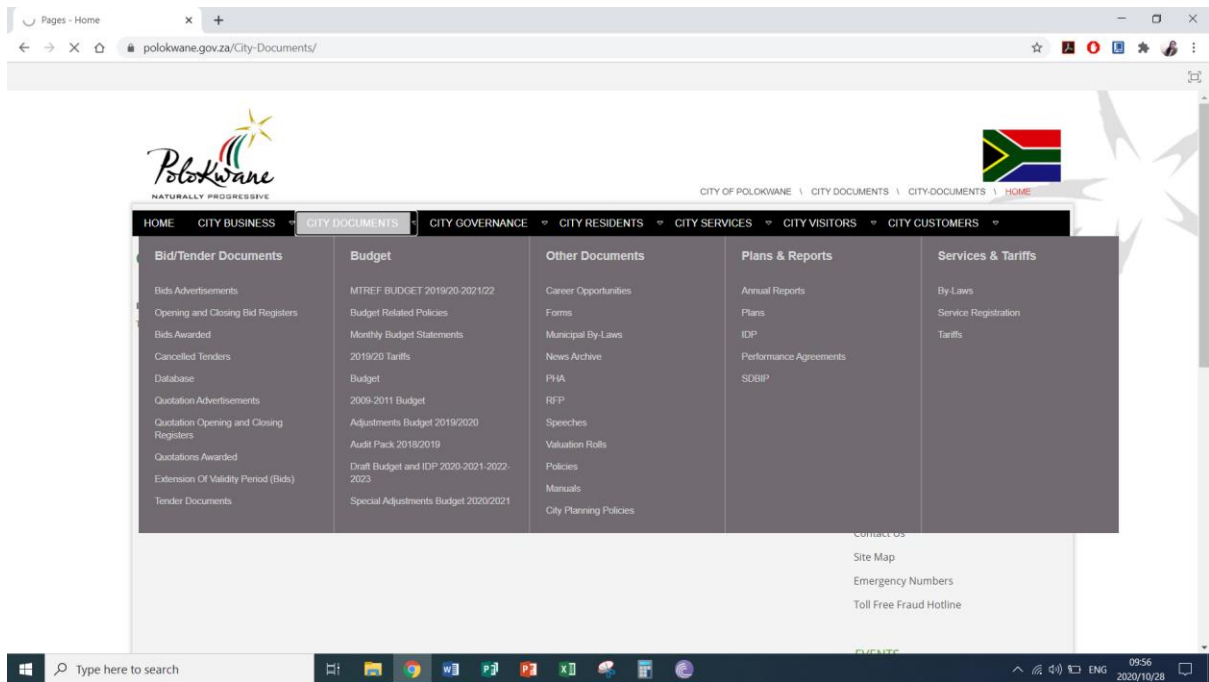 Pages - Home
polokwane.gov.za/City-Documents/
Polokwane
NATURALLY PROGRESSIVE
CITY OF POLOKWANE \ CITY DOCUMENTS \ CITY-DOCUMENTS \ HOME
HOME CITY BUSINESS CITY DOCUMENTS CITY GOVERNANCE CITY RESIDENTS CITY SERVICES CITY VISITORS CITY CUSTOMERS
Bid/Tender Documents
Bids Advertisements
Opening and Closing Bid Registers
Bids Awarded
Cancelled Tenders
Database
Quotation Advertisements
Quotation Opening and Closing
Registers
Quotations Awarded
Extension Of Validity Period (Bids)
Tender Documents
Budget
MTREF BUDGET 2019/20-2021/22
Budget Related Policies
Monthly Budget Statements
2019/20 Tariffs
Budget
2009-2011 Budget
Adjustments Budget 2019/2020
Audit Pack 2018/2019
Draft Budget and IDP 2020-2021-2022-
2023
Special Adjustments Budget 2020/2021
Other Documents
Career Opportunities
Forms
Municipal By-Laws
News Archive
PHA
RFP
Speeches
Valuation Rolls
Policies
Manuals
City Planning Policies
Plans & Reports
Annual Reports
Plans
IDP
Performance Agreements
SDBIP
Services & Tariffs
By-Laws
Service Registration
Tariffs
Contact Us
Site Map
Emergency Numbers
Toll Free Fraud Hotline
EVENTS
Type here to search
ENG
09:56
2020/10/28